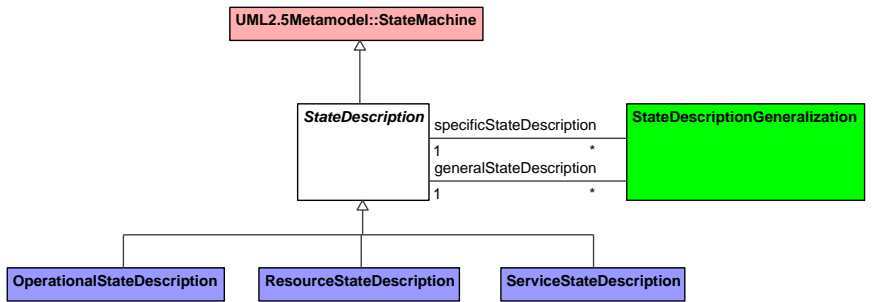 UML2.5Metamodel::StateMachine
StateDescription
StateDescriptionGeneralization
specificStateDescription
1 *
generalStateDescription
1 *
OperationalStateDescription
ResourceStateDescription
ServiceStateDescription